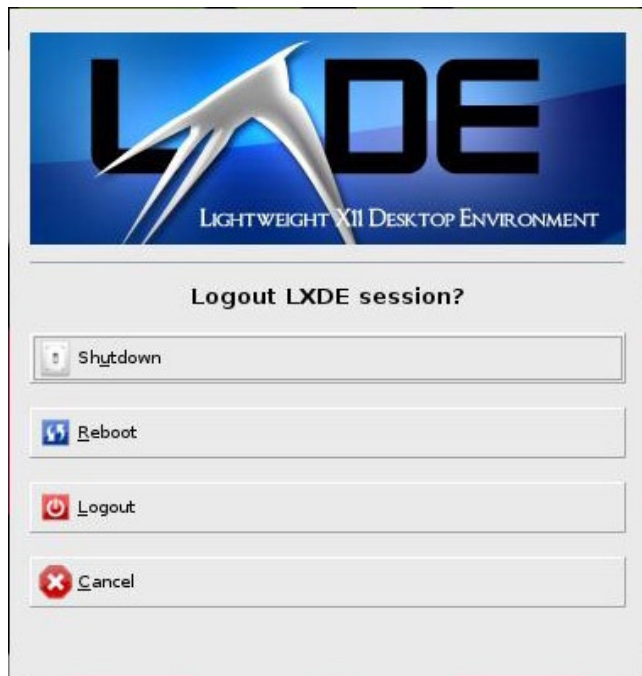 LXDE
LIGHTWEIGHT X11 DESKTOP ENVIRONMENT
Logout LXDE session?
Shutdown
Reboot
Logout
Cancel